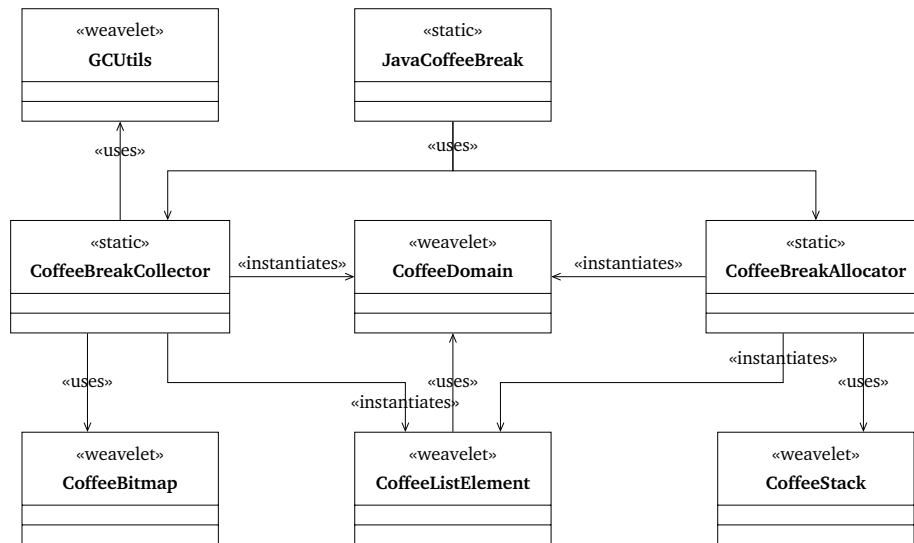 «weavelet»
GCUtils
«static»
JavaCoffeeBreak
«uses»
«uses»
«static»
CoffeeBreakCollector
«instantiates»
«weavelet»
CoffeeDomain
«instantiates»
«static»
CoffeeBreakAllocator
«uses»
«instantiates»
«uses»
«instantiates»
«uses»
«weavelet»
CoffeeBitmap
«weavelet»
CoffeeListElement
«weavelet»
CoffeeStack